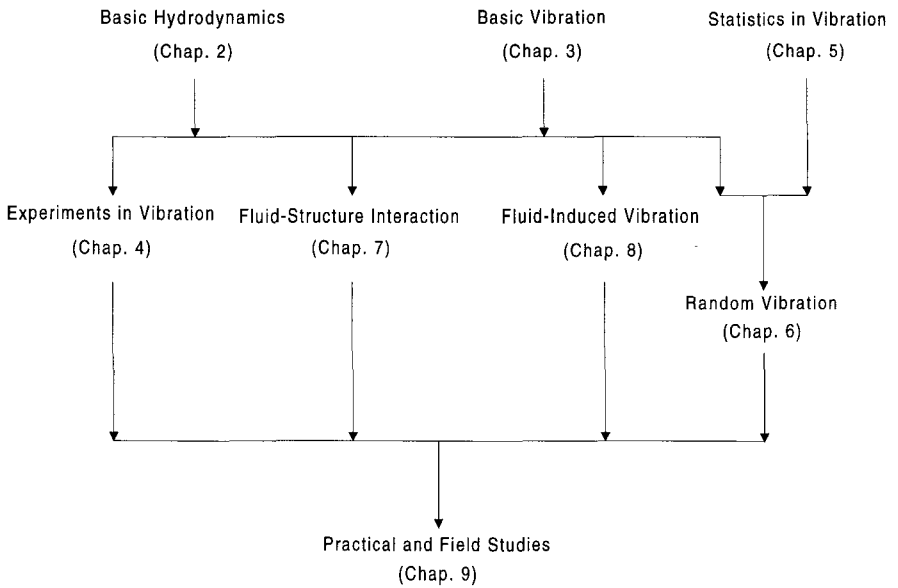 Basic Hydrodynamics
(Chap. 2)
Basic Vibration
(Chap. 3)
Statistics in Vibration
(Chap. 5)
Experiments in Vibration
(Chap. 4)
Fluid-Structure Interaction
(Chap. 7)
Fluid-Induced Vibration
(Chap. 8)
Random Vibration
(Chap. 6)
Practical and Field Studies
(Chap. 9)